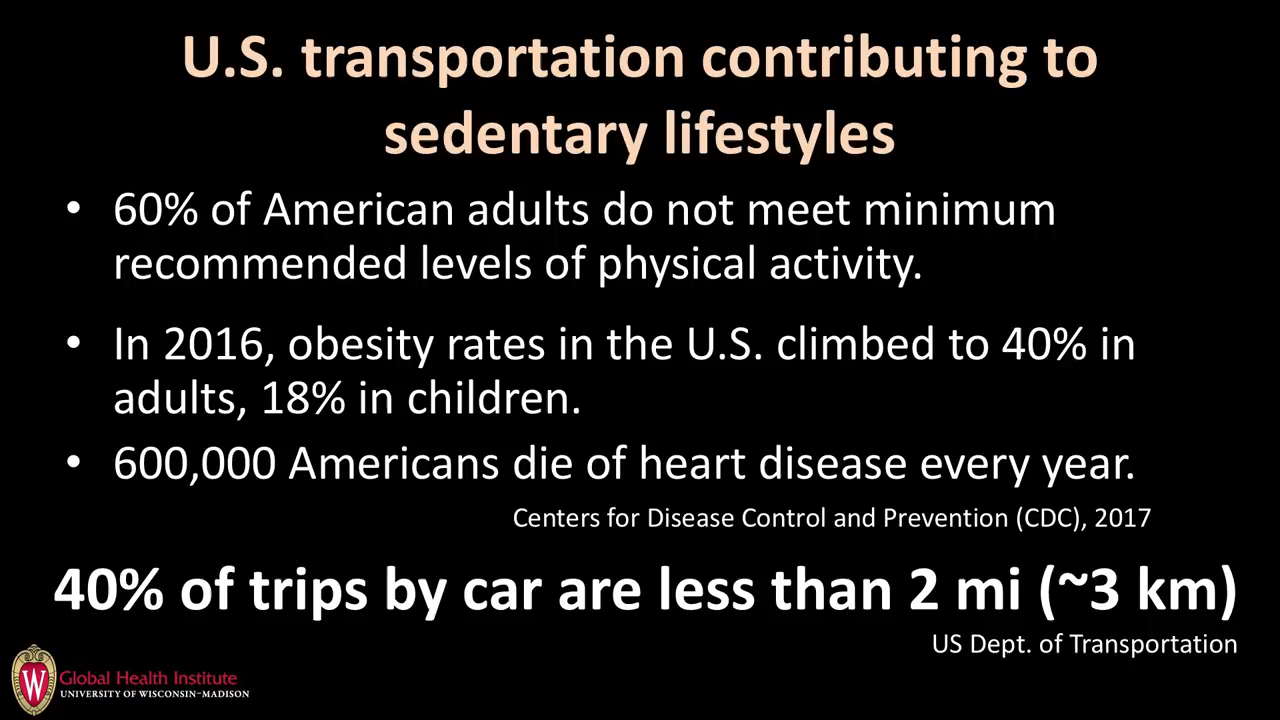 U.S. transportation contributing to
sedentary lifestyles
• 60% of American adults do not meet minimum
recommended levels of physical activity.
• In 2016, obesity rates in the U.S. climbed to 40% in
adults, 18% in children.
• 600,000 Americans die of heart disease every year.
Centers for Disease Control and Prevention (CDC), 2017
40% of trips by car are less than 2 mi (~3 km)
US Dept. of Transportation
W
Global Health Institute
UNIVERSITY OF WISCONSIN–MADISON